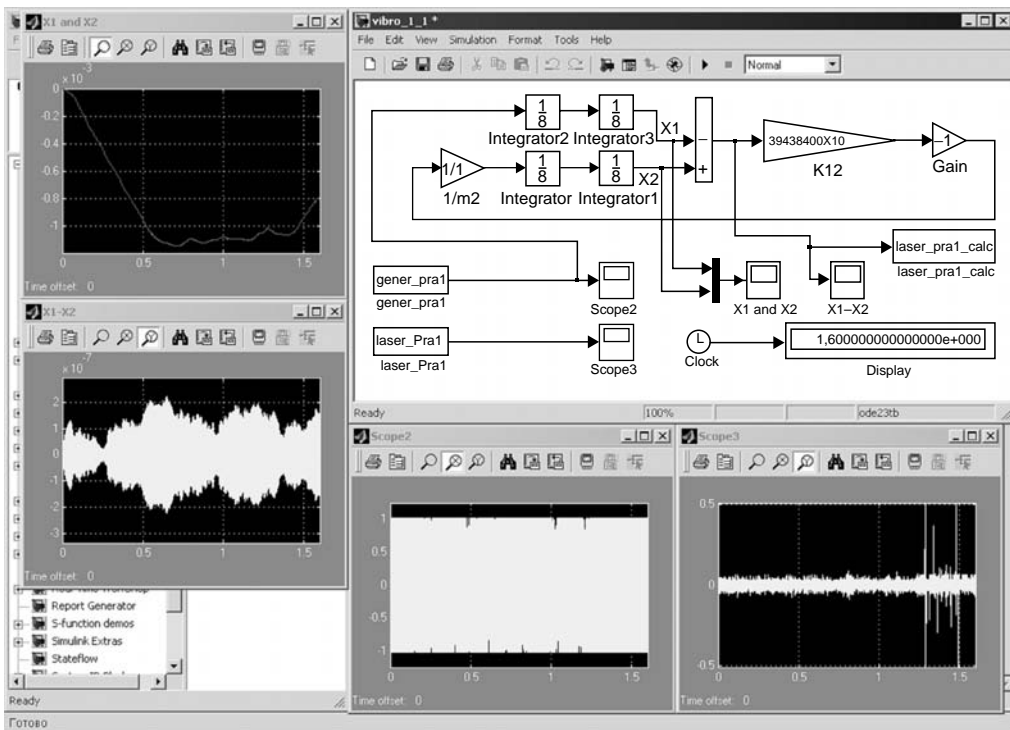 X1 and X2
× 10
-3
0
-0.2
-0.4
-0.6
-0.8
-1
0
0.5
1
1.5
Time offset: 0
X1-X2
× 10
-7
2
1
0
-1
-2
-3
0
0.5
1
1.5
Time offset: 0
Report Generator
S-function demos
Simulink Extras
Stateflow
Ready
Готово
vibro_1_1 *
File Edit View Simulation Format Tools Help
Normal
1/8
1/8
X1
Integrator2
Integrator3
1/1
1/8
1/8
X2
1/m2
Integrator
Integrator1
−
+
39438400X10
K12
−1
Gain
gener_pra1
gener_pra1
Scope2
X1 and X2
X1–X2
laser_pra1_calc
laser_pra1_calc
laser_Pra1
laser_Pra1
Scope3
Clock
1,600000000000000e+000
Display
Ready
100%
ode23tb
Scope2
1
0.5
0
-0.5
-1
0
0.5
1
1.5
Time offset: 0
Scope3
0.5
0
-0.5
0
0.5
1
1.5
Time offset: 0